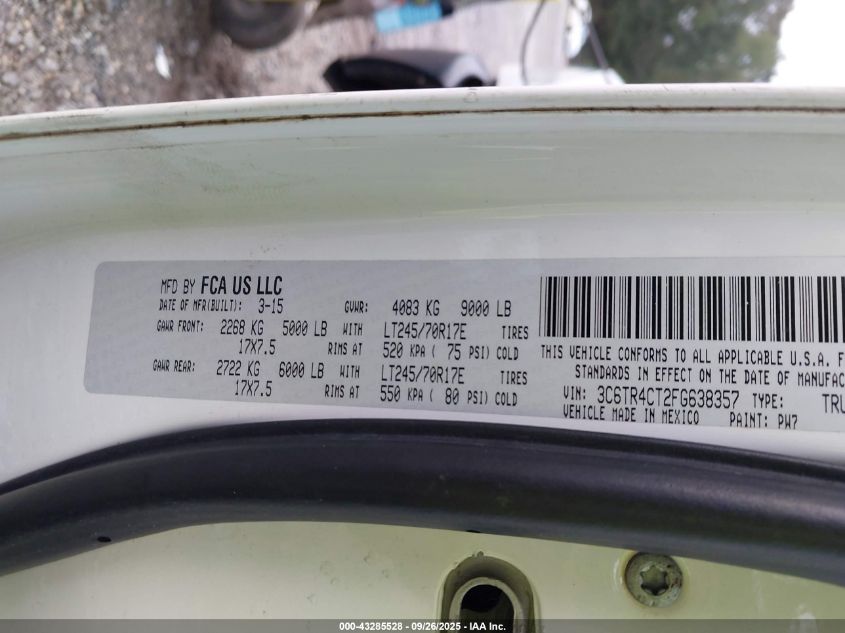 MFD BY FCA US LLC
DATE OF MFR(BUILT): 3-15 GVWR: 4083 KG 9000 LB
GAWR FRONT: 2268 KG 5000 LB WITH LT245/70R17E TIRES
17X7.5 RIMS AT 520 KPA ( 75 PSI) COLD
GAWR REAR: 2722 KG 6000 LB WITH LT245/70R17E TIRES
17X7.5 RIMS AT 550 KPA ( 80 PSI) COLD
THIS VEHICLE CONFORMS TO ALL APPLICABLE U.S.A. F
STANDARDS IN EFFECT ON THE DATE OF MANUFAC
VIN: 3C6TR4CT2FG638357 TYPE: TRU
VEHICLE MADE IN MEXICO PAINT: PW7
000-43285528 - 09/26/2025 - IAA Inc.